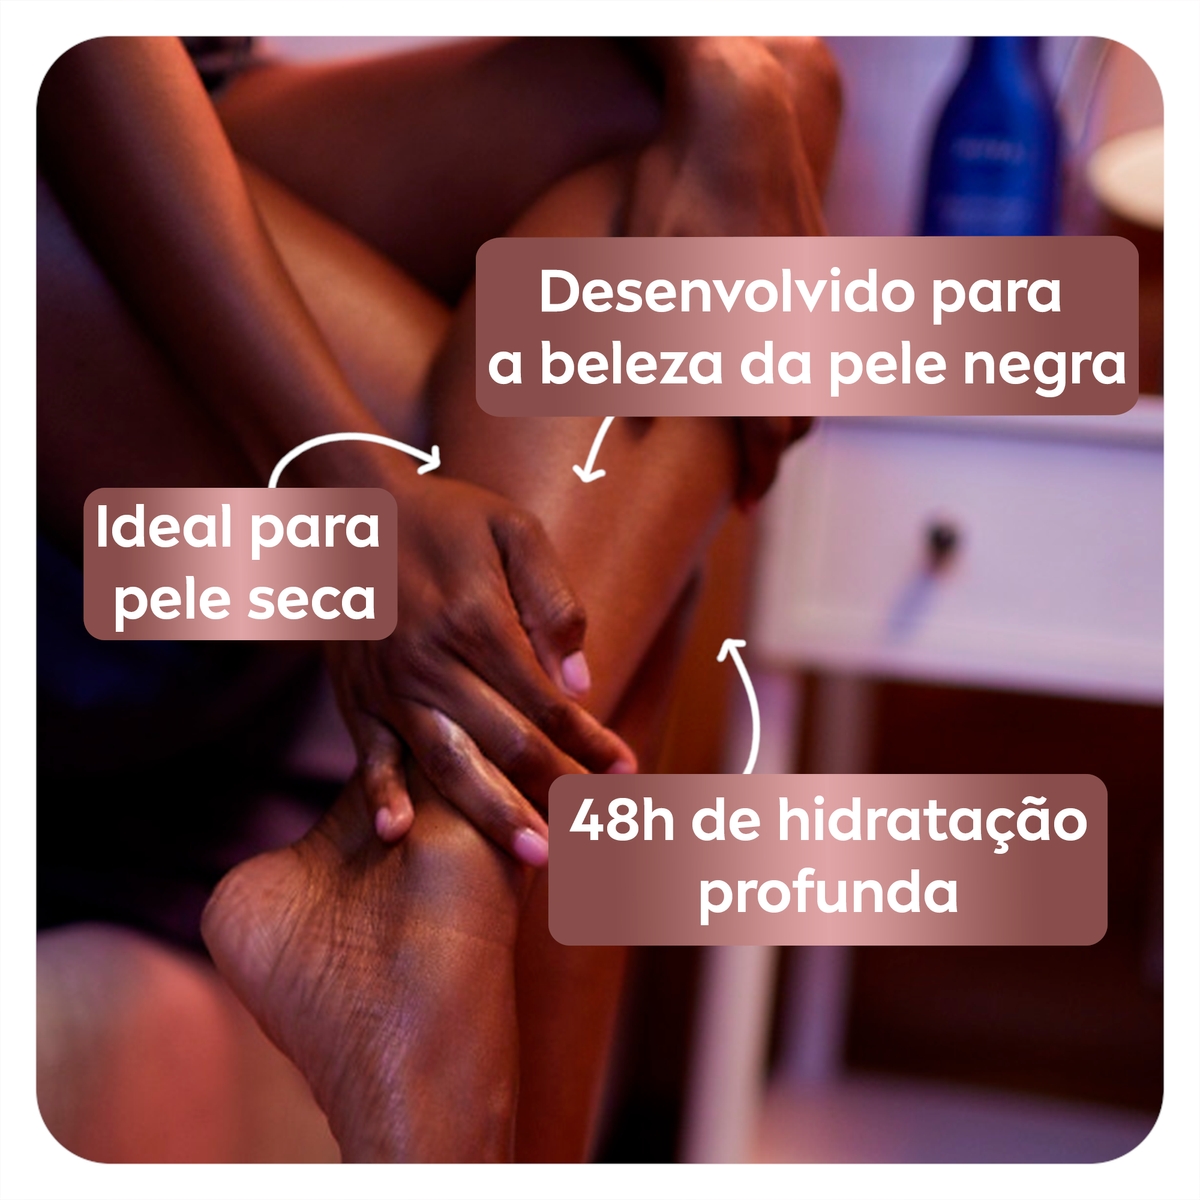 Desenvolvido para
a beleza da pele negra
Ideal para
pele seca
48h de hidratação
profunda